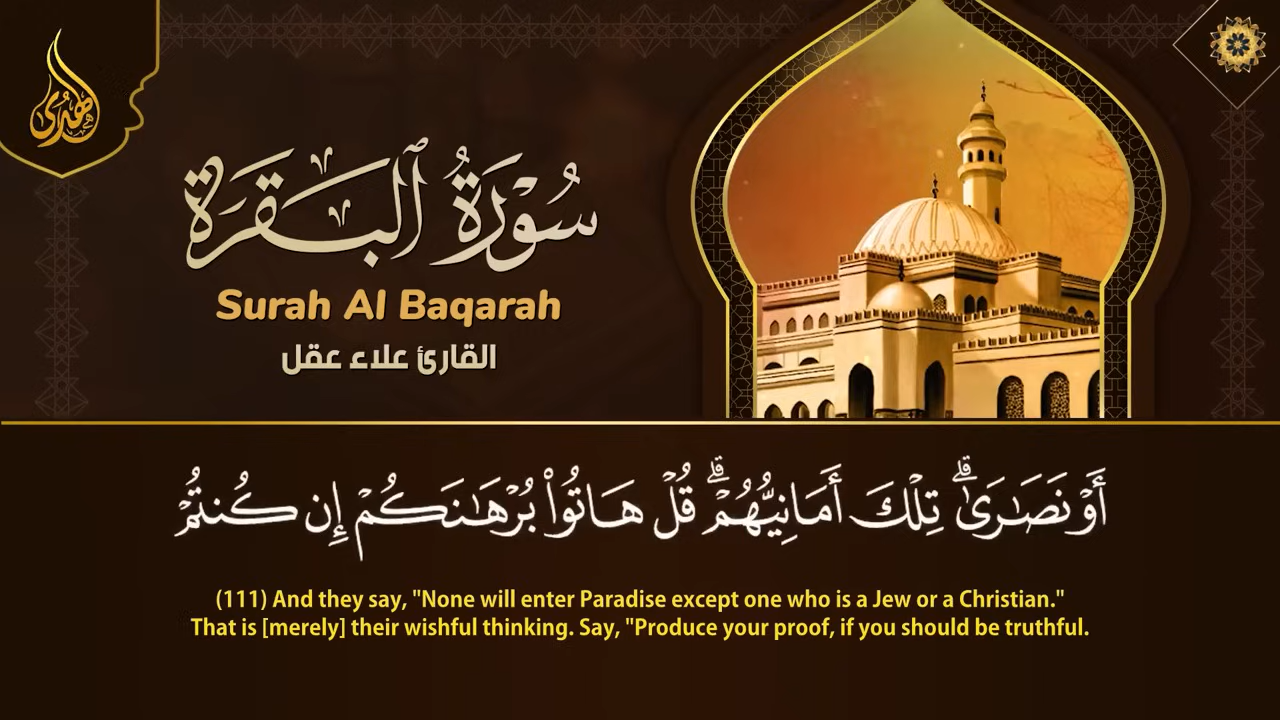 الهدى
سُورَةُ ٱلْبَقَرَةِ
Surah Al Baqarah
القارئ علاء عقل
أَوْ نَصَـٰرَىٰ ۗ تِلْكَ أَمَانِيُّهُمْ ۗ قُلْ هَاتُوا۟ بُرْهَـٰنَكُمْ إِن كُنتُمْ
(111) And they say, "None will enter Paradise except one who is a Jew or a Christian."
That is [merely] their wishful thinking. Say, "Produce your proof, if you should be truthful.